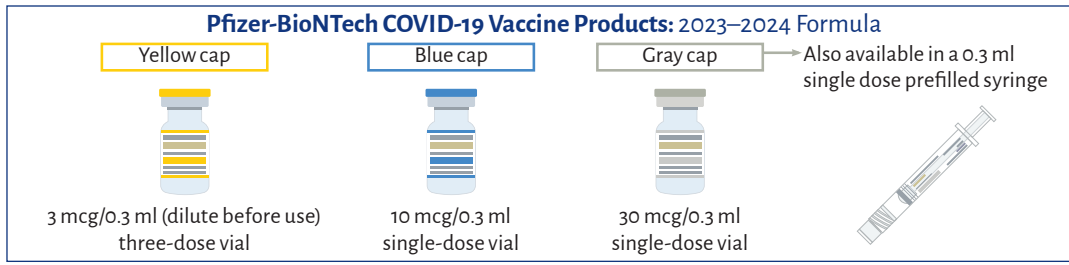 Pfizer-BioNTech COVID-19 Vaccine Products: 2023–2024 Formula
Yellow cap
Blue cap
Gray cap
Also available in a 0.3 ml
single dose prefilled syringe
3 mcg/0.3 ml (dilute before use)
three-dose vial
10 mcg/0.3 ml
single-dose vial
30 mcg/0.3 ml
single-dose vial